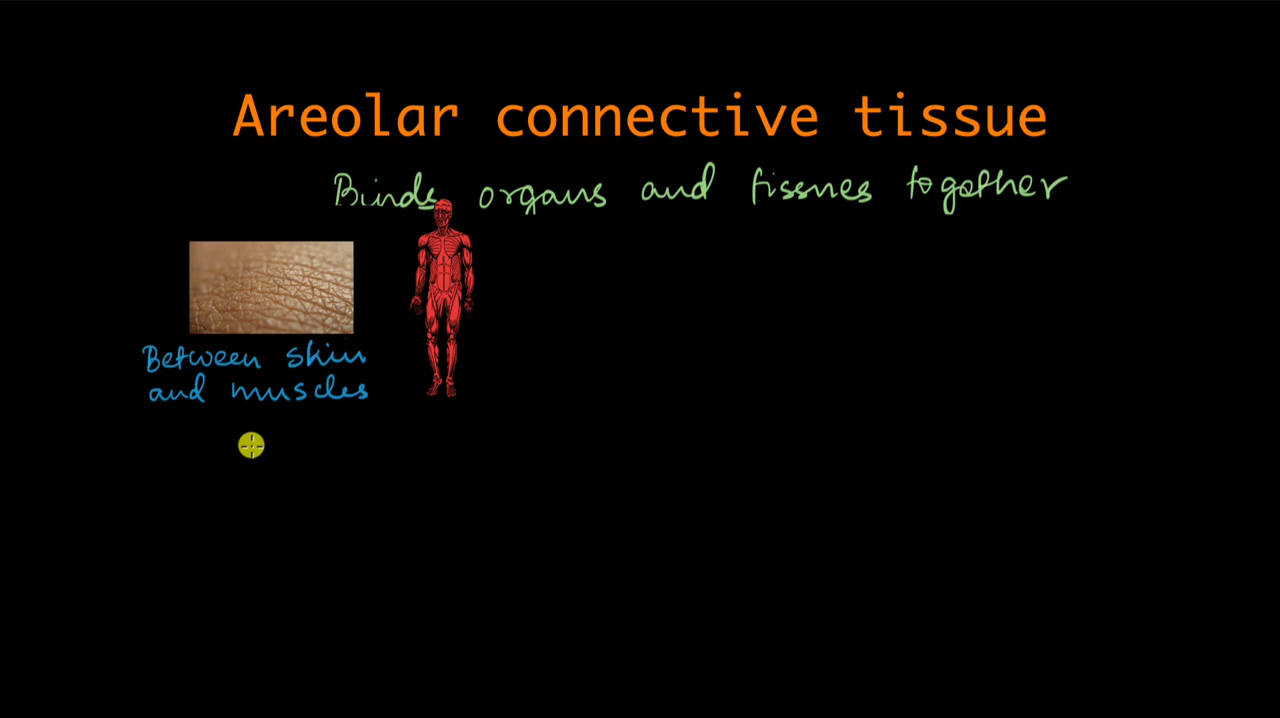 Areolar connective tissue
Binds organs and tissues together
Between skin
and muscles